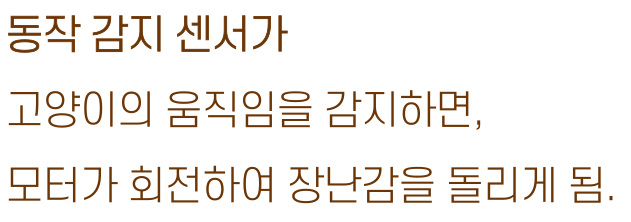 동작 감지 센서가
고양이의 움직임을 감지하면,
모터가 회전하여 장난감을 돌리게 됨.